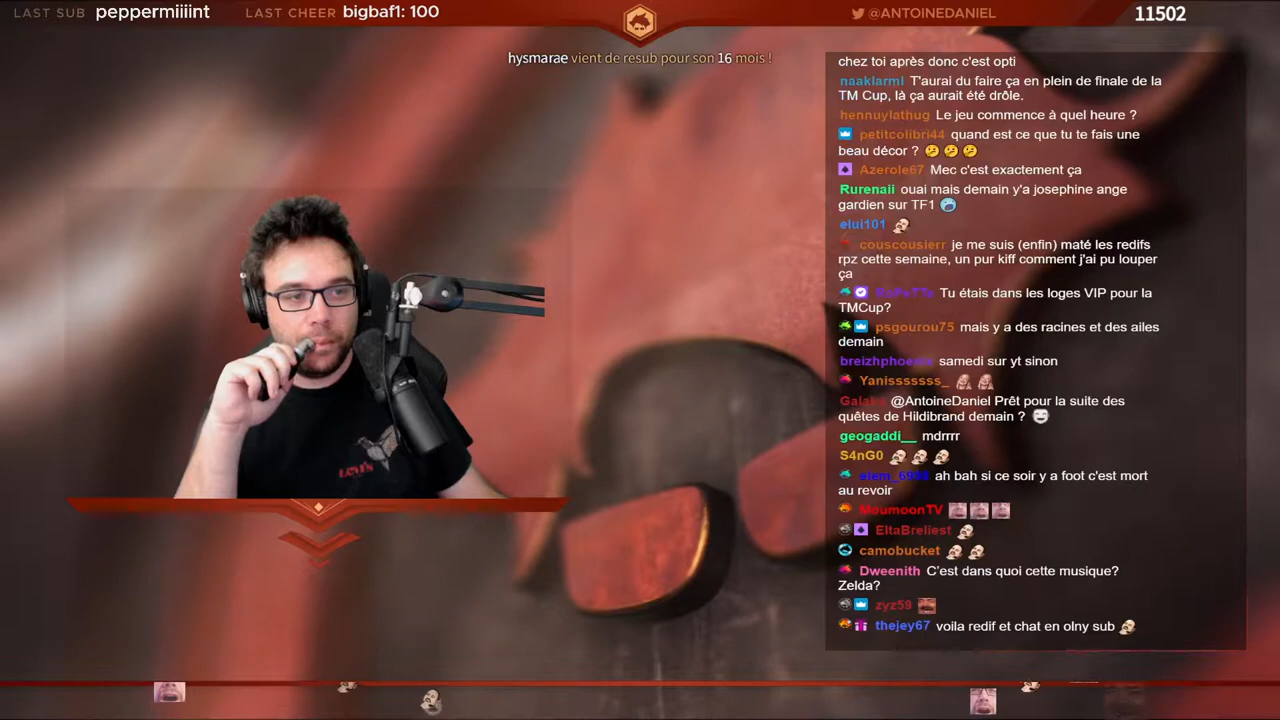 LAST SUB peppermiiiint LAST CHEER bigbaf1: 100 @ANTOINEDANIEL 11502
hysmarae vient de resub pour son 16 mois !
chez toi après donc c'est opti
naaklarml T'aurai du faire ça en plein de finale de la
TM Cup, là ça aurait été drôle.
hennuylathug Le jeu commence à quel heure ?
petitcolibri44 quand est ce que tu te fais une
beau décor ? 🤔 🤔 🤔
Azerole67 Mec c'est exactement ça
Rurenaii ouai mais demain y'a josephine ange
gardien sur TF1
elui101
couscousierr je me suis (enfin) maté les redifs
rpz cette semaine, un pur kiff comment j'ai pu louper
ça
Tu étais dans les loges VIP pour la
TMCup?
psgourou75 mais y a des racines et des ailes
demain
samedi sur yt sinon
Yanisssssss_
@AntoineDaniel Prêt pour la suite des
quêtes de Hildibrand demain ?
geogaddi__ mdrrrr
S4nG0
ah bah si ce soir y a foot c'est mort
au revoir
MoumoonTV
EltaBreliest
camobucket
Dweenith C'est dans quoi cette musique?
Zelda?
zyz59
thejey67 voila redif et chat en olny sub
LEVI'S